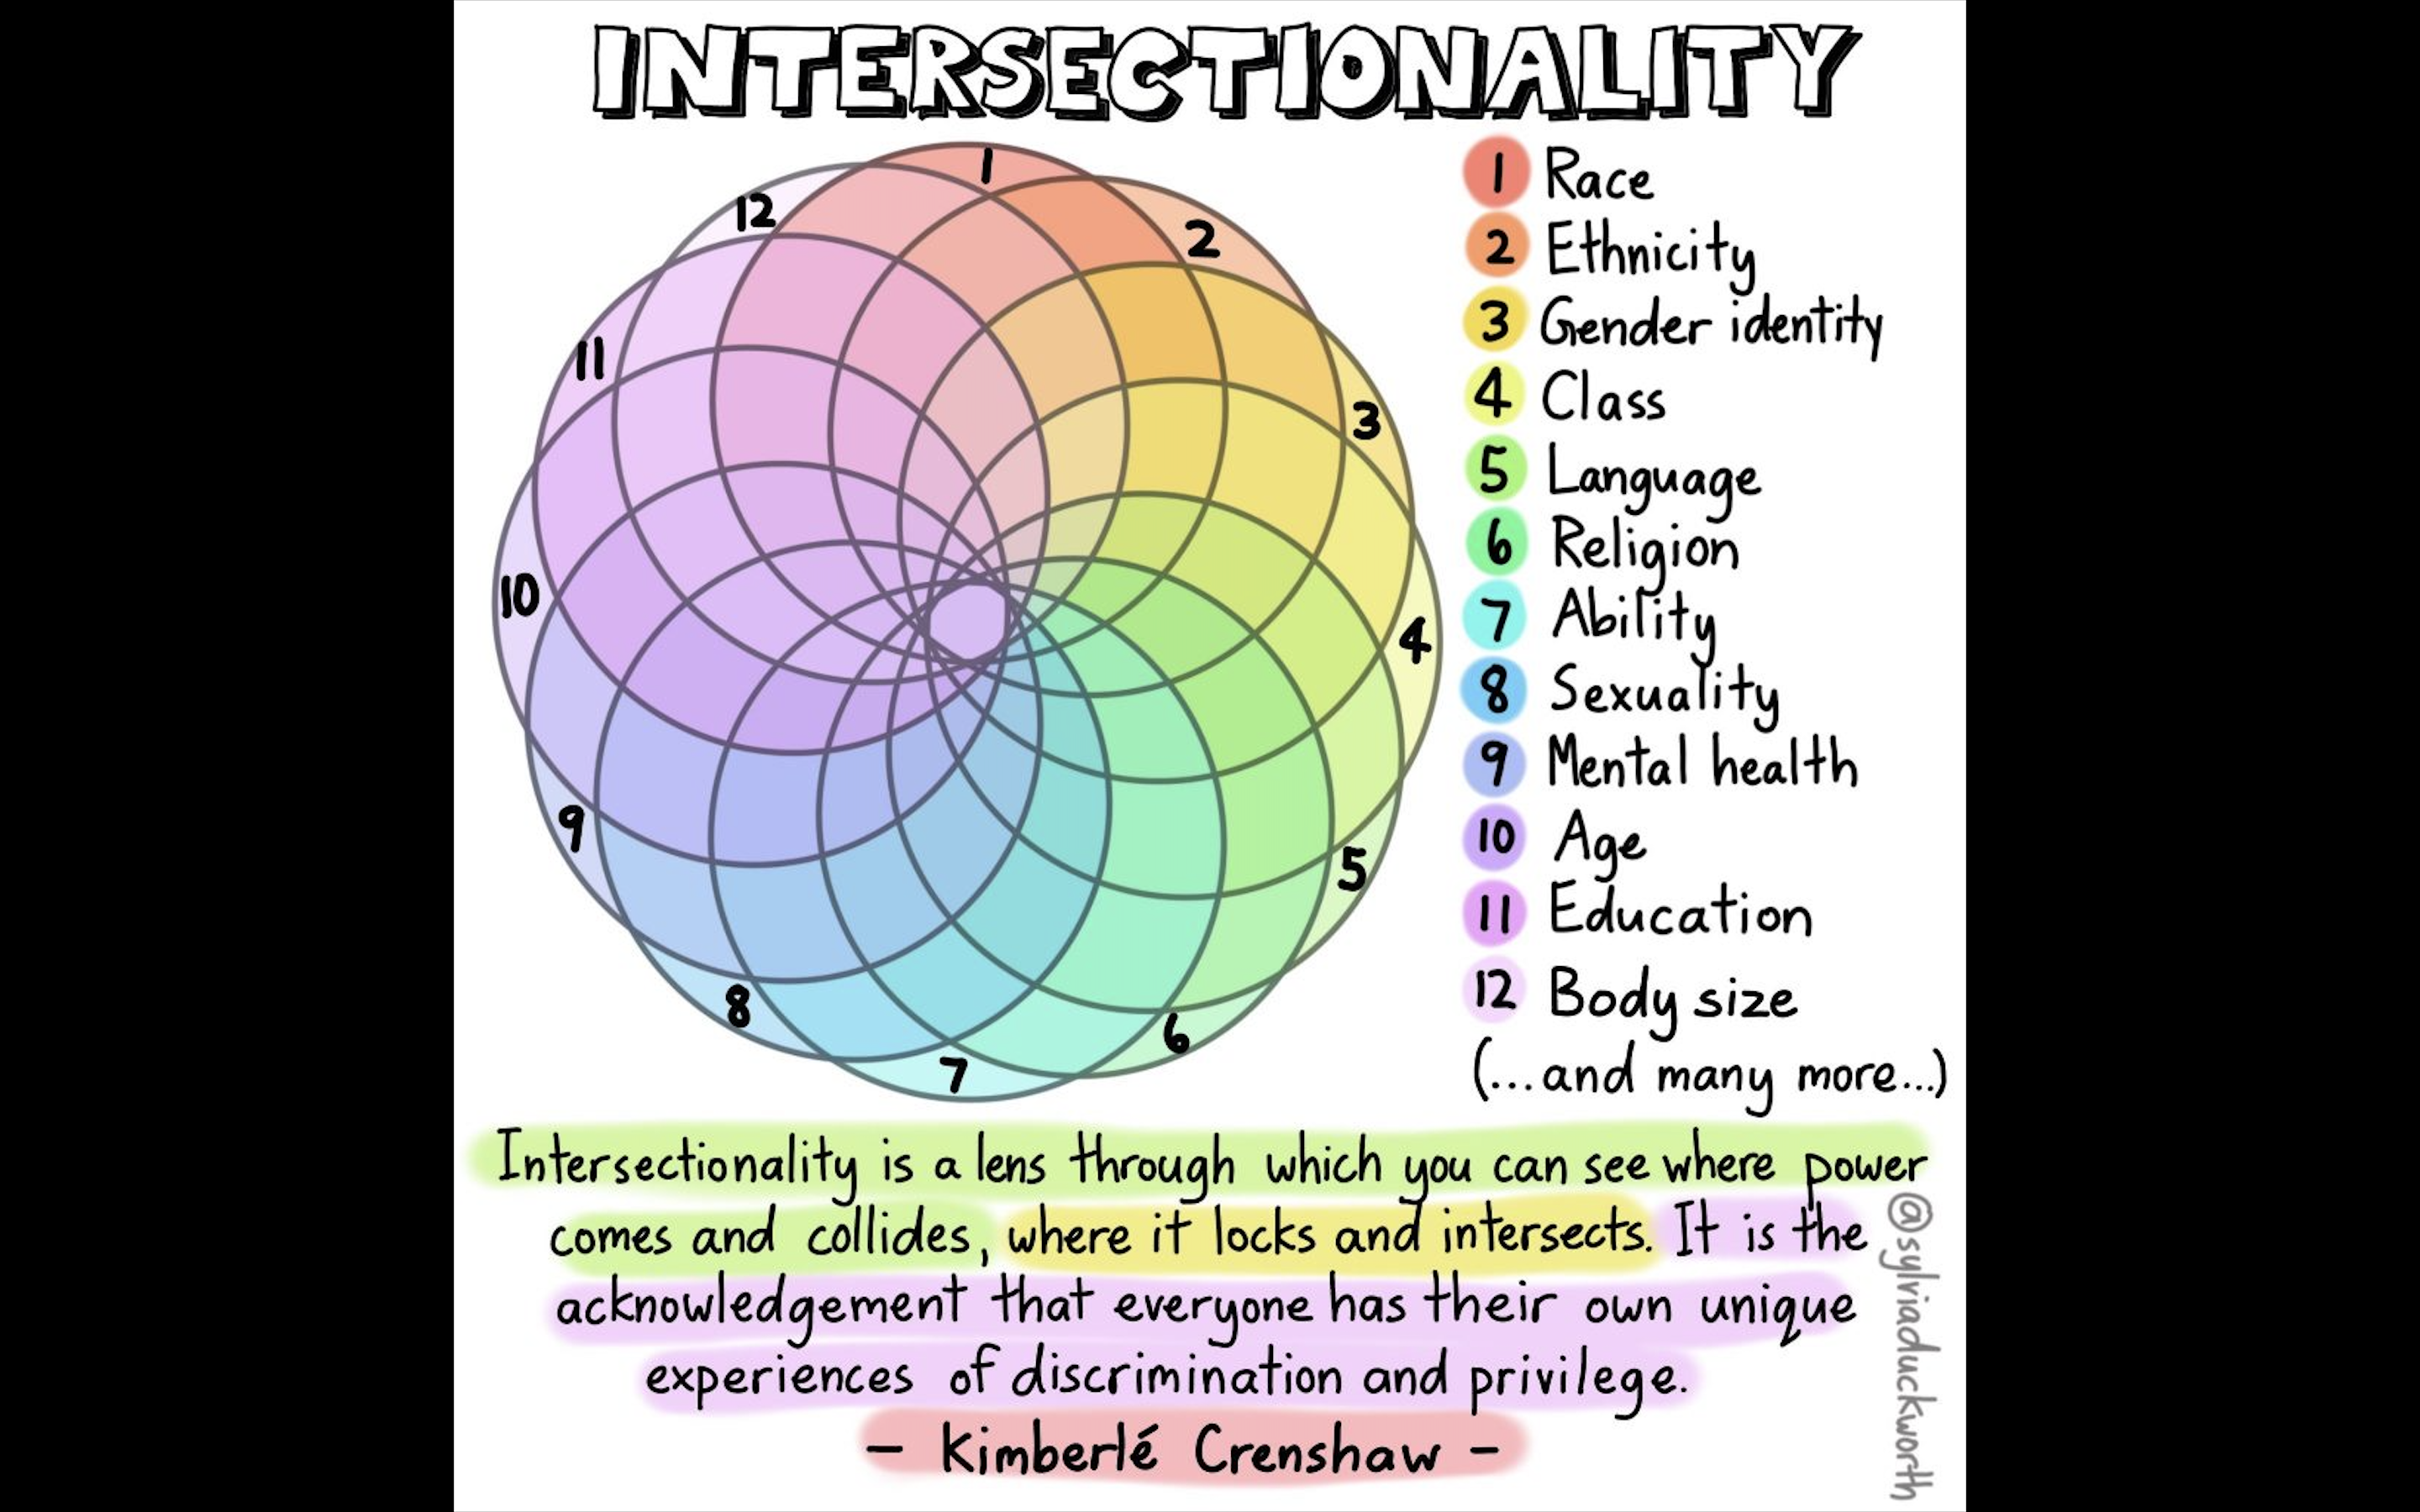 INTERSECTIONALITY
1
2
3
4
5
6
7
8
9
10
11
12
1 Race
2 Ethnicity
3 Gender identity
4 Class
5 Language
6 Religion
7 Ability
8 Sexuality
9 Mental health
10 Age
11 Education
12 Body size
(...and many more...)
Intersectionality is a lens through which you can see where power
comes and collides, where it locks and intersects. It is the
acknowledgement that everyone has their own unique
experiences of discrimination and privilege.
– Kimberlé Crenshaw –
@sylviaduckworth